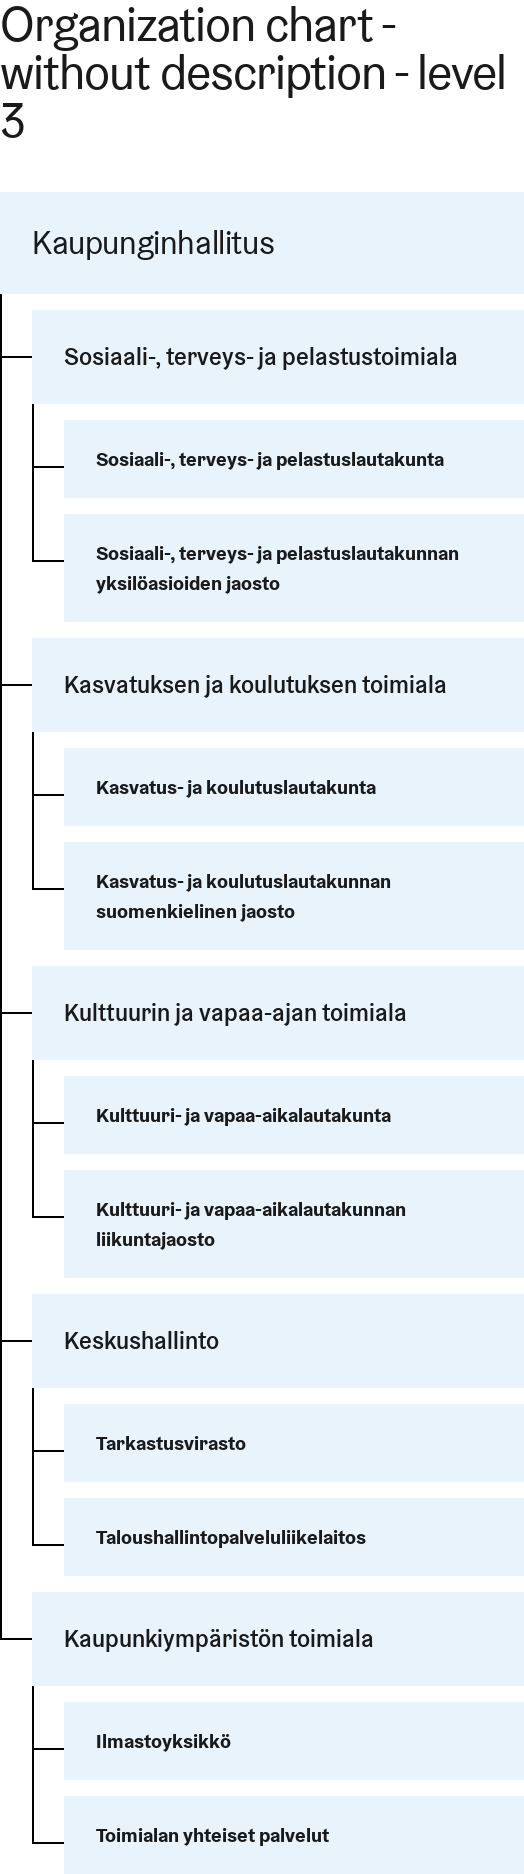 Organization chart -
without description - level
3
Kaupunginhallitus
Sosiaali-, terveys- ja pelastustoimiala
Sosiaali-, terveys- ja pelastuslautakunta
Sosiaali-, terveys- ja pelastuslautakunnan
yksilöasioiden jaosto
Kasvatuksen ja koulutuksen toimiala
Kasvatus- ja koulutuslautakunta
Kasvatus- ja koulutuslautakunnan
suomenkielinen jaosto
Kulttuurin ja vapaa-ajan toimiala
Kulttuuri- ja vapaa-aikalautakunta
Kulttuuri- ja vapaa-aikalautakunnan
liikuntajaosto
Keskushallinto
Tarkastusvirasto
Taloushallintopalveluliikelaitos
Kaupunkiympäristön toimiala
Ilmastoyksikkö
Toimialan yhteiset palvelut